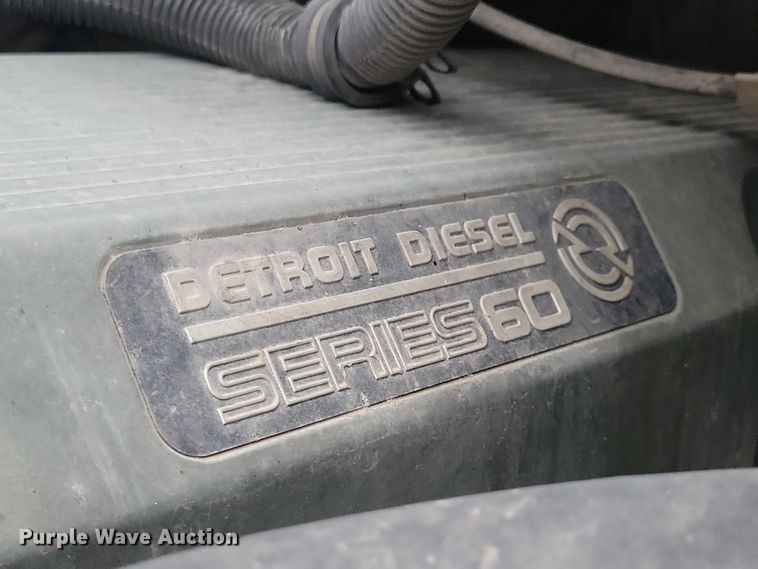 DETROIT DIESEL
SERIES 60
Purple Wave Auction